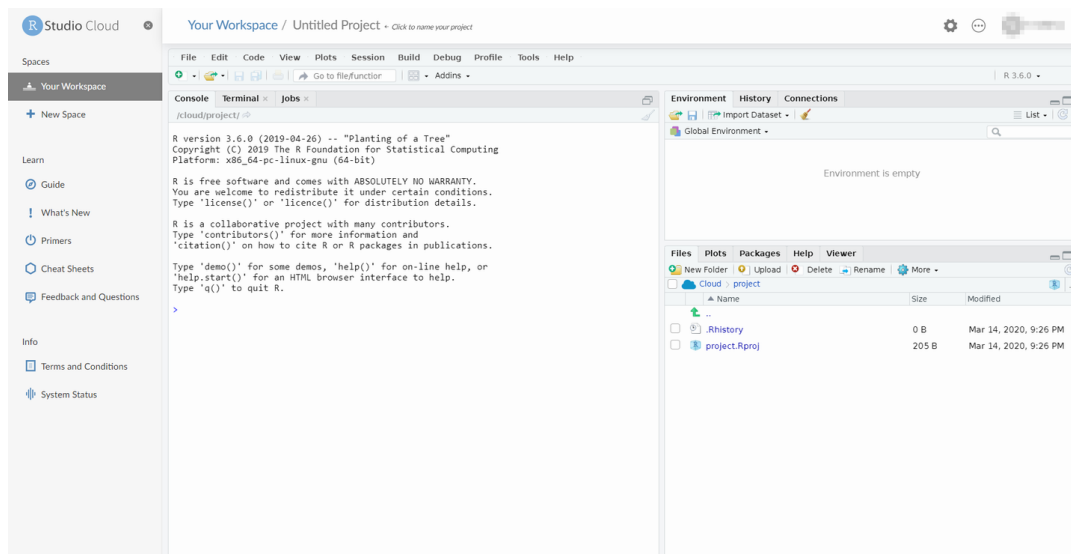 R Studio Cloud
Your Workspace / Untitled Project ← Click to name your project
Spaces
Your Workspace
New Space
Learn
Guide
What's New
Primers
Cheat Sheets
Feedback and Questions
Info
Terms and Conditions
System Status
File Edit Code View Plots Session Build Debug Profile Tools Help
Go to file/function Addins R 3.6.0
Console Terminal × Jobs ×
/cloud/project/
R version 3.6.0 (2019-04-26) -- "Planting of a Tree"
Copyright (C) 2019 The R Foundation for Statistical Computing
Platform: x86_64-pc-linux-gnu (64-bit)
R is free software and comes with ABSOLUTELY NO WARRANTY.
You are welcome to redistribute it under certain conditions.
Type 'license()' or 'licence()' for distribution details.
R is a collaborative project with many contributors.
Type 'contributors()' for more information and
'citation()' on how to cite R or R packages in publications.
Type 'demo()' for some demos, 'help()' for on-line help, or
'help.start()' for an HTML browser interface to help.
Type 'q()' to quit R.
>
Environment History Connections
Import Dataset List
Global Environment
Environment is empty
Files Plots Packages Help Viewer
New Folder Upload Delete Rename More
Cloud > project
Name Size Modified
..
.Rhistory 0 B Mar 14, 2020, 9:26 PM
project.Rproj 205 B Mar 14, 2020, 9:26 PM